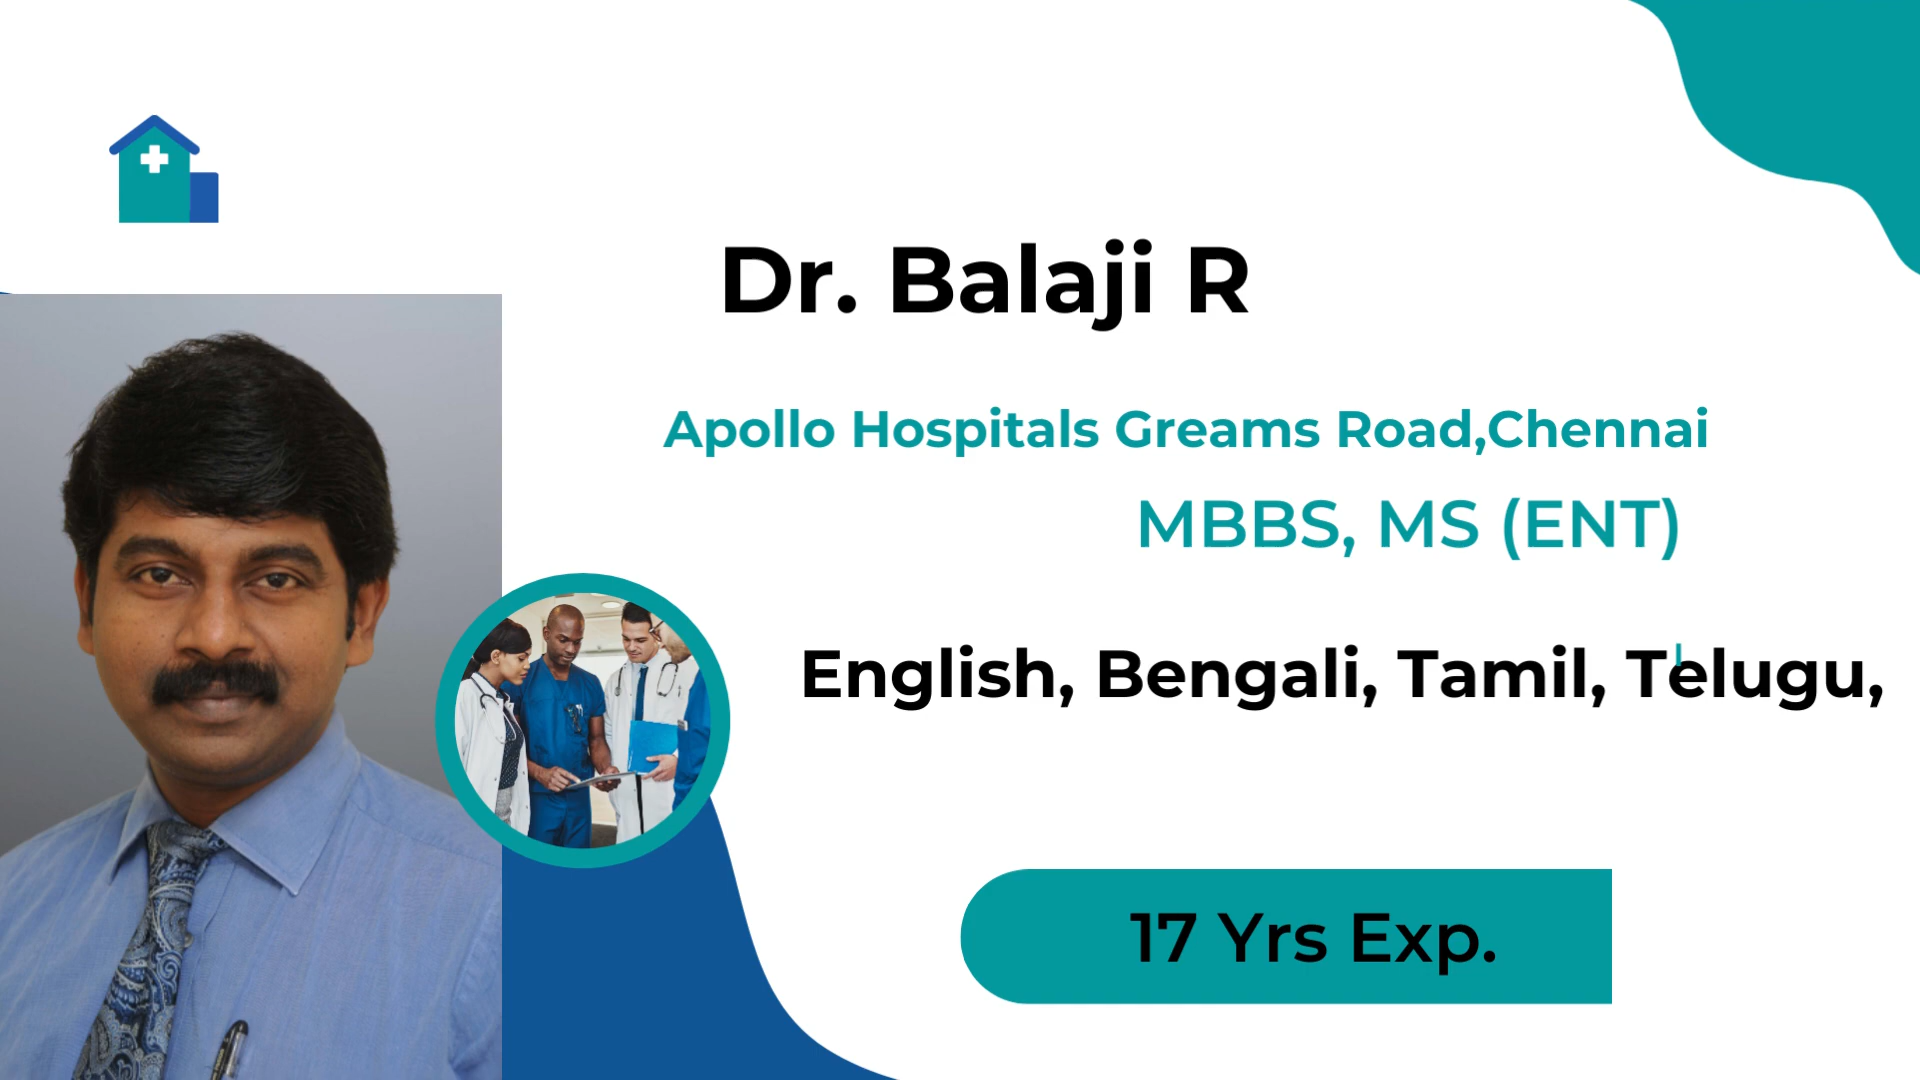 Dr. Balaji R
Apollo Hospitals Greams Road,Chennai
MBBS, MS (ENT)
English, Bengali, Tamil, Telugu,
17 Yrs Exp.